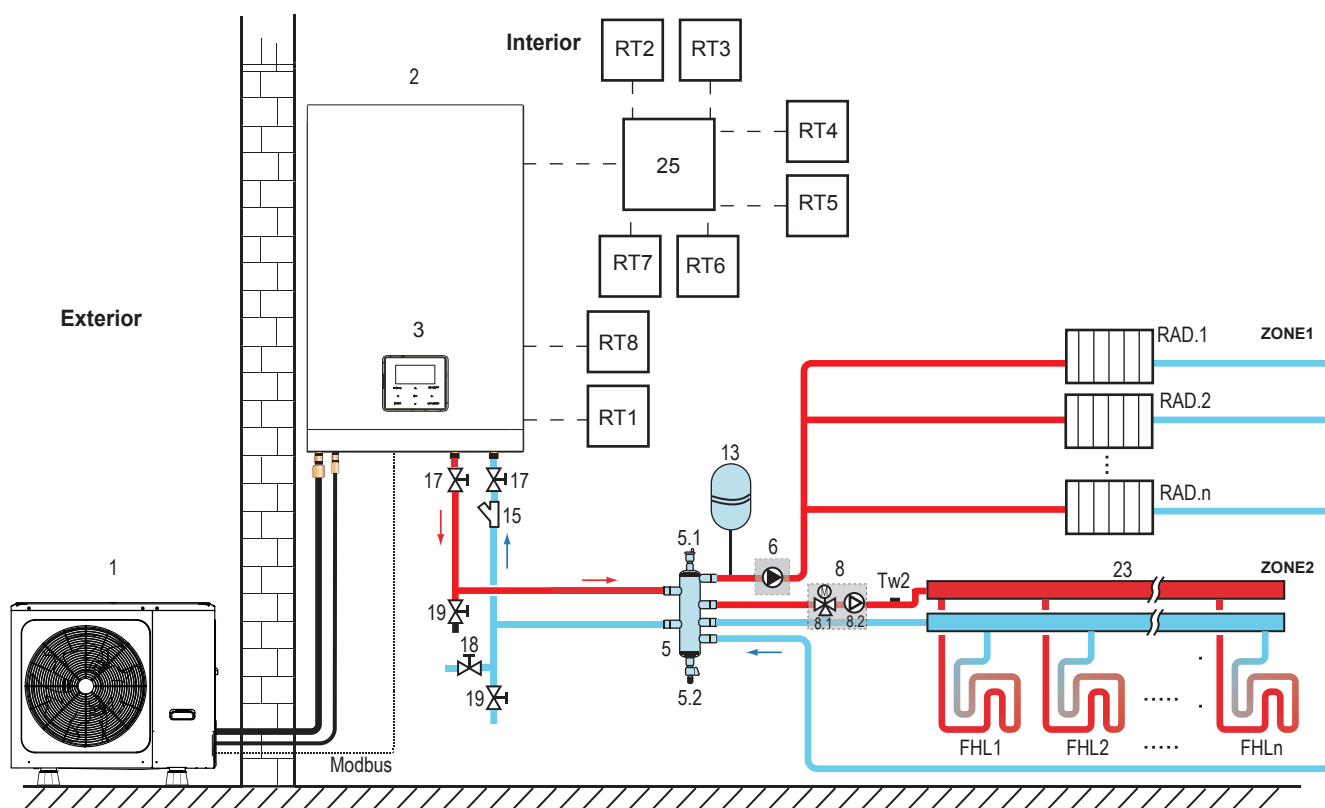 Interior
RT2
RT3
2
RT4
25
RT5
RT7
RT6
Exterior
3
RT8
RT1
RAD.1
ZONE1
RAD.2
RAD.n
17
17
15
13
5.1
6
8
Tw2
23
ZONE2
1
19
8.1
8.2
18
5
19
5.2
FHL1
FHL2
FHLn
Modbus